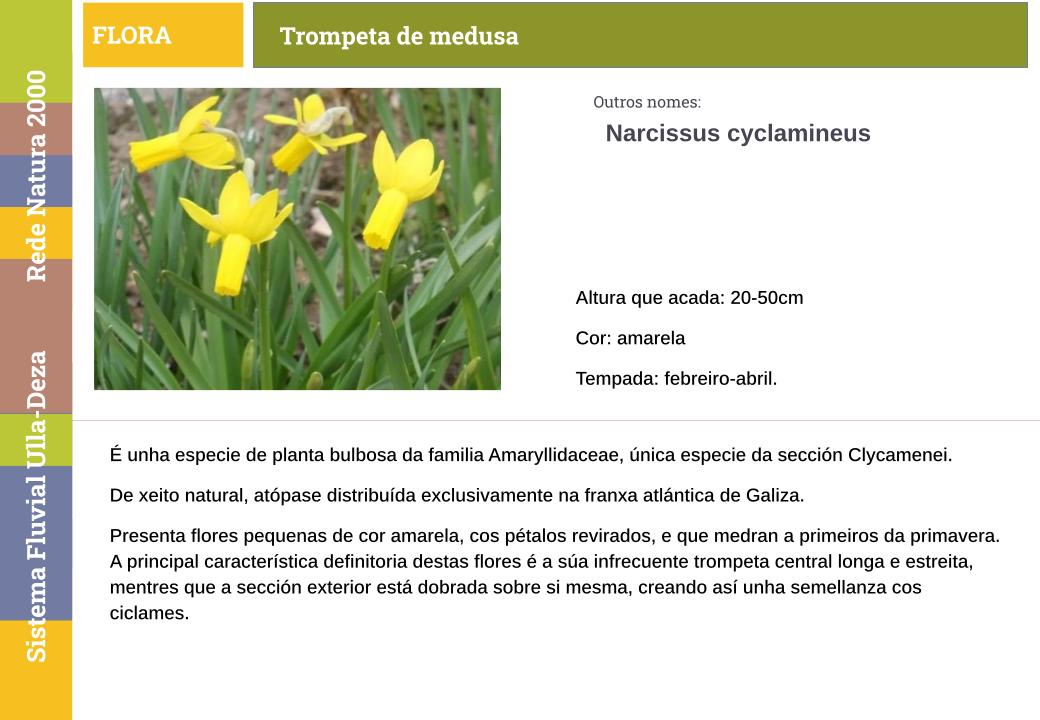 FLORA
Trompeta de medusa
Rede Natura 2000
Sistema Fluvial Ulla-Deza
Outros nomes:
Narcissus cyclamineus
Altura que acada: 20-50cm
Cor: amarela
Tempada: febreiro-abril.
É unha especie de planta bulbosa da familia Amaryllidaceae, única especie da sección Clycamenei.
De xeito natural, atópase distribuída exclusivamente na franxa atlántica de Galiza.
Presenta flores pequenas de cor amarela, cos pétalos revirados, e que medran a primeiros da primavera.
A principal característica definitoria destas flores é a súa infrecuente trompeta central longa e estreita,
mentres que a sección exterior está dobrada sobre si mesma, creando así unha semellanza cos
ciclames.